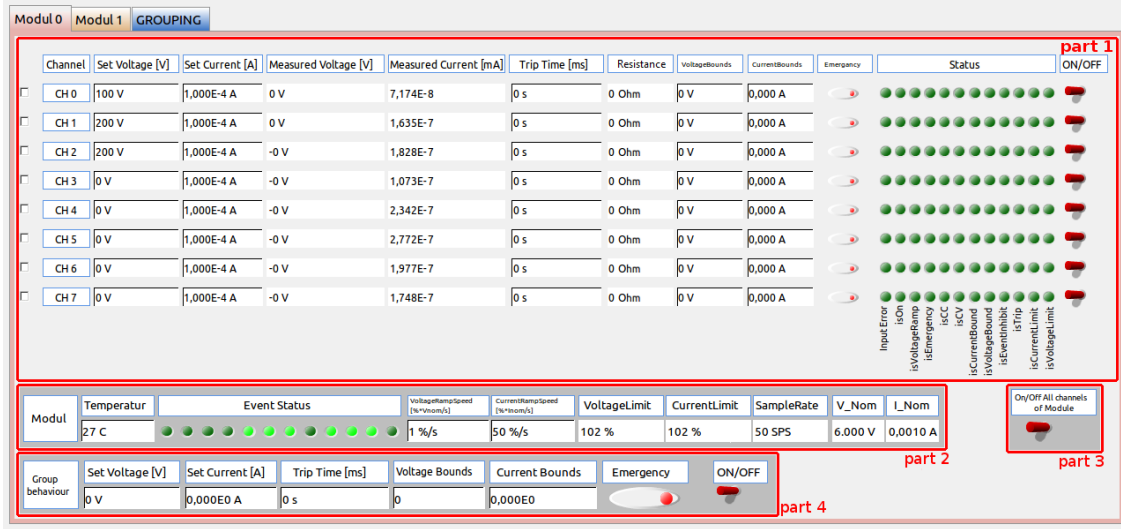 Modul 0 Modul 1 GROUPING
part 1
Channel Set Voltage [V] Set Current [A] Measured Voltage [V] Measured Current [mA] Trip Time [ms] Resistance VoltageBounds CurrentBounds Emergancy Status ON/OFF
CH 0 100 V 1,000E-4 A 0 V 7,174E-8 0 s 0 Ohm 0 V 0,000 A
CH 1 200 V 1,000E-4 A 0 V 1,635E-7 0 s 0 Ohm 0 V 0,000 A
CH 2 200 V 1,000E-4 A -0 V 1,828E-7 0 s 0 Ohm 0 V 0,000 A
CH 3 0 V 1,000E-4 A -0 V 1,073E-7 0 s 0 Ohm 0 V 0,000 A
CH 4 0 V 1,000E-4 A -0 V 2,342E-7 0 s 0 Ohm 0 V 0,000 A
CH 5 0 V 1,000E-4 A -0 V 2,772E-7 0 s 0 Ohm 0 V 0,000 A
CH 6 0 V 1,000E-4 A -0 V 1,977E-7 0 s 0 Ohm 0 V 0,000 A
CH 7 0 V 1,000E-4 A -0 V 1,748E-7 0 s 0 Ohm 0 V 0,000 A
Input Error
isOn
isVoltageRamp
isEmergency
isCC
isCV
isCurrentBound
isVoltageBound
isEventInhibit
isTrip
isCurrentLimit
isVoltageLimit
Modul
Temperatur Event Status VoltageRampSpeed [%*Vnom/s] CurrentRampSpeed [%*Inom/s] VoltageLimit CurrentLimit SampleRate V_Nom I_Nom
27 C 1 %/s 50 %/s 102 % 102 % 50 SPS 6.000 V 0,0010 A
part 2
On/Off All channels
of Module
part 3
Group
behaviour
Set Voltage [V] Set Current [A] Trip Time [ms] Voltage Bounds Current Bounds Emergency ON/OFF
0 V 0,000E0 A 0 s 0 0,000E0
part 4